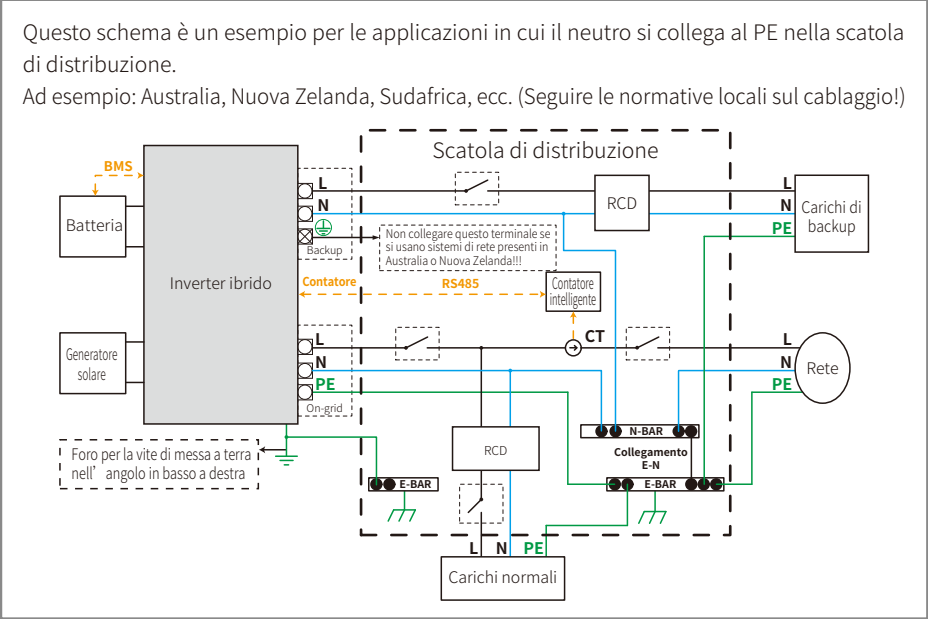 Questo schema è un esempio per le applicazioni in cui il neutro si collega al PE nella scatola
di distribuzione.
Ad esempio: Australia, Nuova Zelanda, Sudafrica, ecc. (Seguire le normative locali sul cablaggio!)
Scatola di distribuzione
BMS
Batteria
Inverter ibrido
L
N
Backup
Non collegare questo terminale se
si usano sistemi di rete presenti in
Australia o Nuova Zelanda!!!
RCD
L
N
PE
Carichi di
backup
Contatore
RS485
Contatore
intelligente
CT
Generatore
solare
L
N
PE
On-grid
L
N
PE
Rete
RCD
N-BAR
Collegamento
E-N
E-BAR
Foro per la vite di messa a terra
nell’ angolo in basso a destra
E-BAR
L
N
PE
Carichi normali